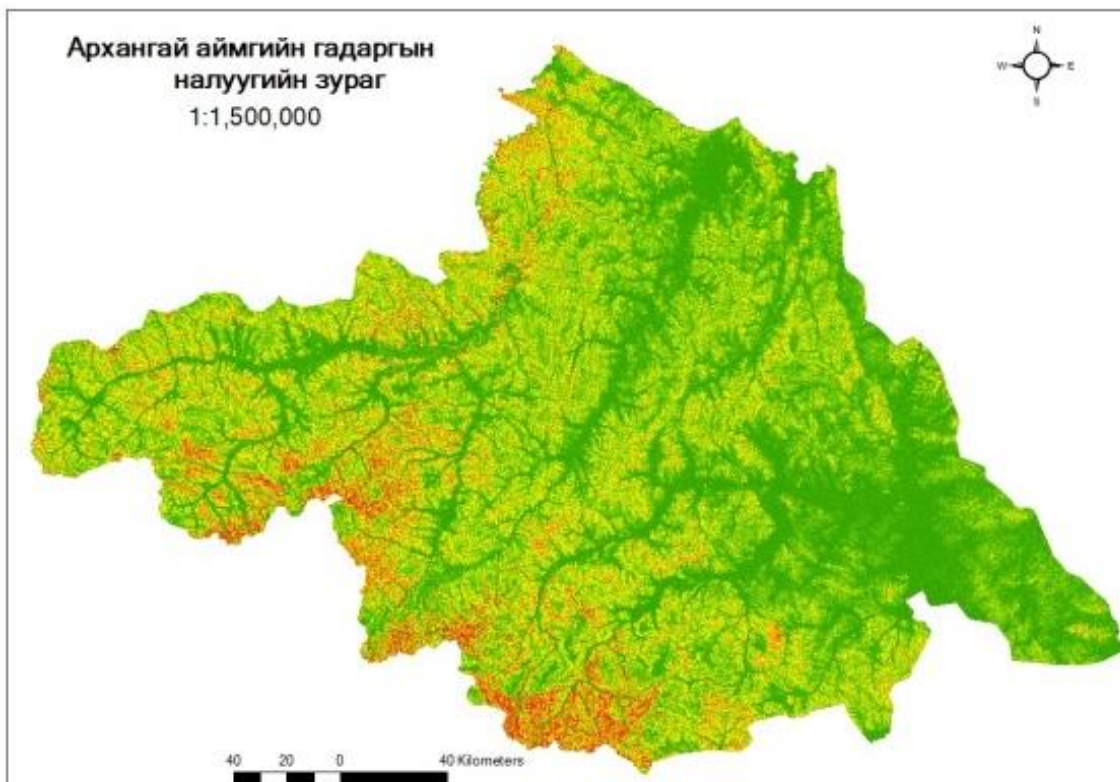 Архангай аймгийн гадаргын
налуугийн зураг
1:1,500,000
N
W E
S
40 20 0 40 Kilometers